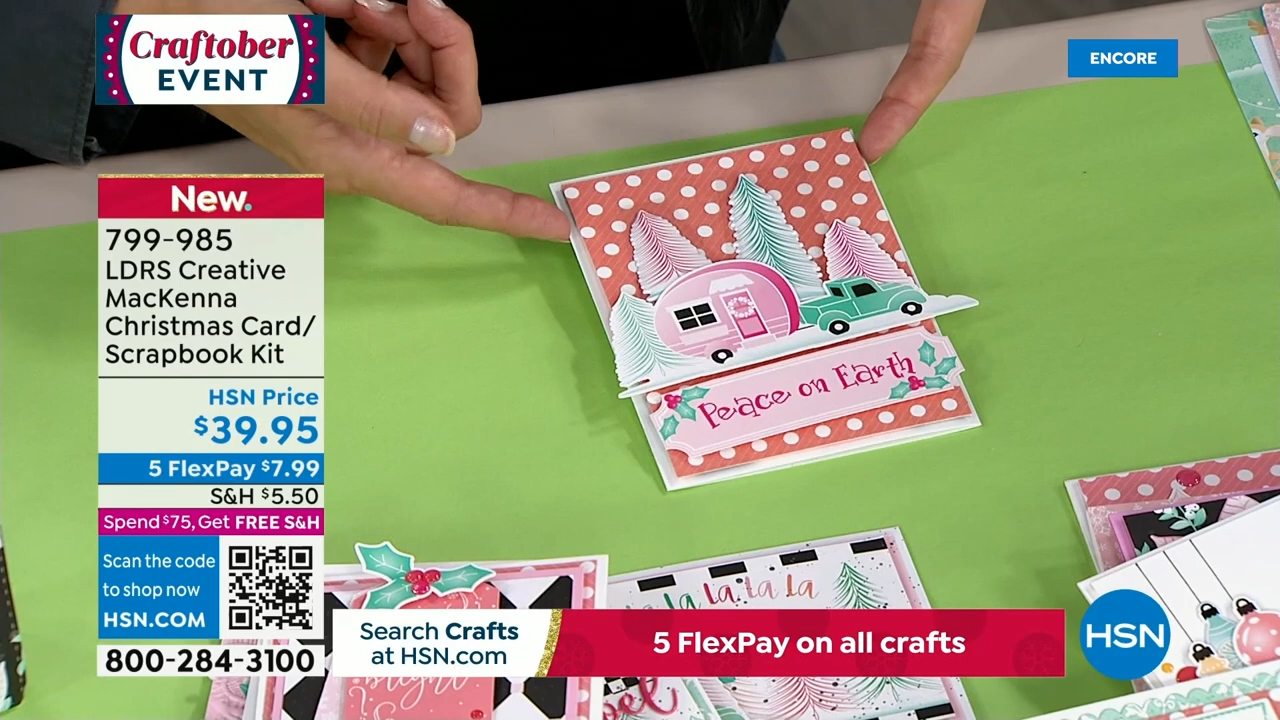 Craftober
EVENT
ENCORE
New.
799-985
LDRS Creative
MacKenna
Christmas Card/
Scrapbook Kit
HSN Price
$39.95
5 FlexPay $7.99
S&H $5.50
Spend $75, Get FREE S&H
Scan the code
to shop now
HSN.COM
800-284-3100
Peace on Earth
la la la la
bright
Search Crafts
at HSN.com
5 FlexPay on all crafts
HSN